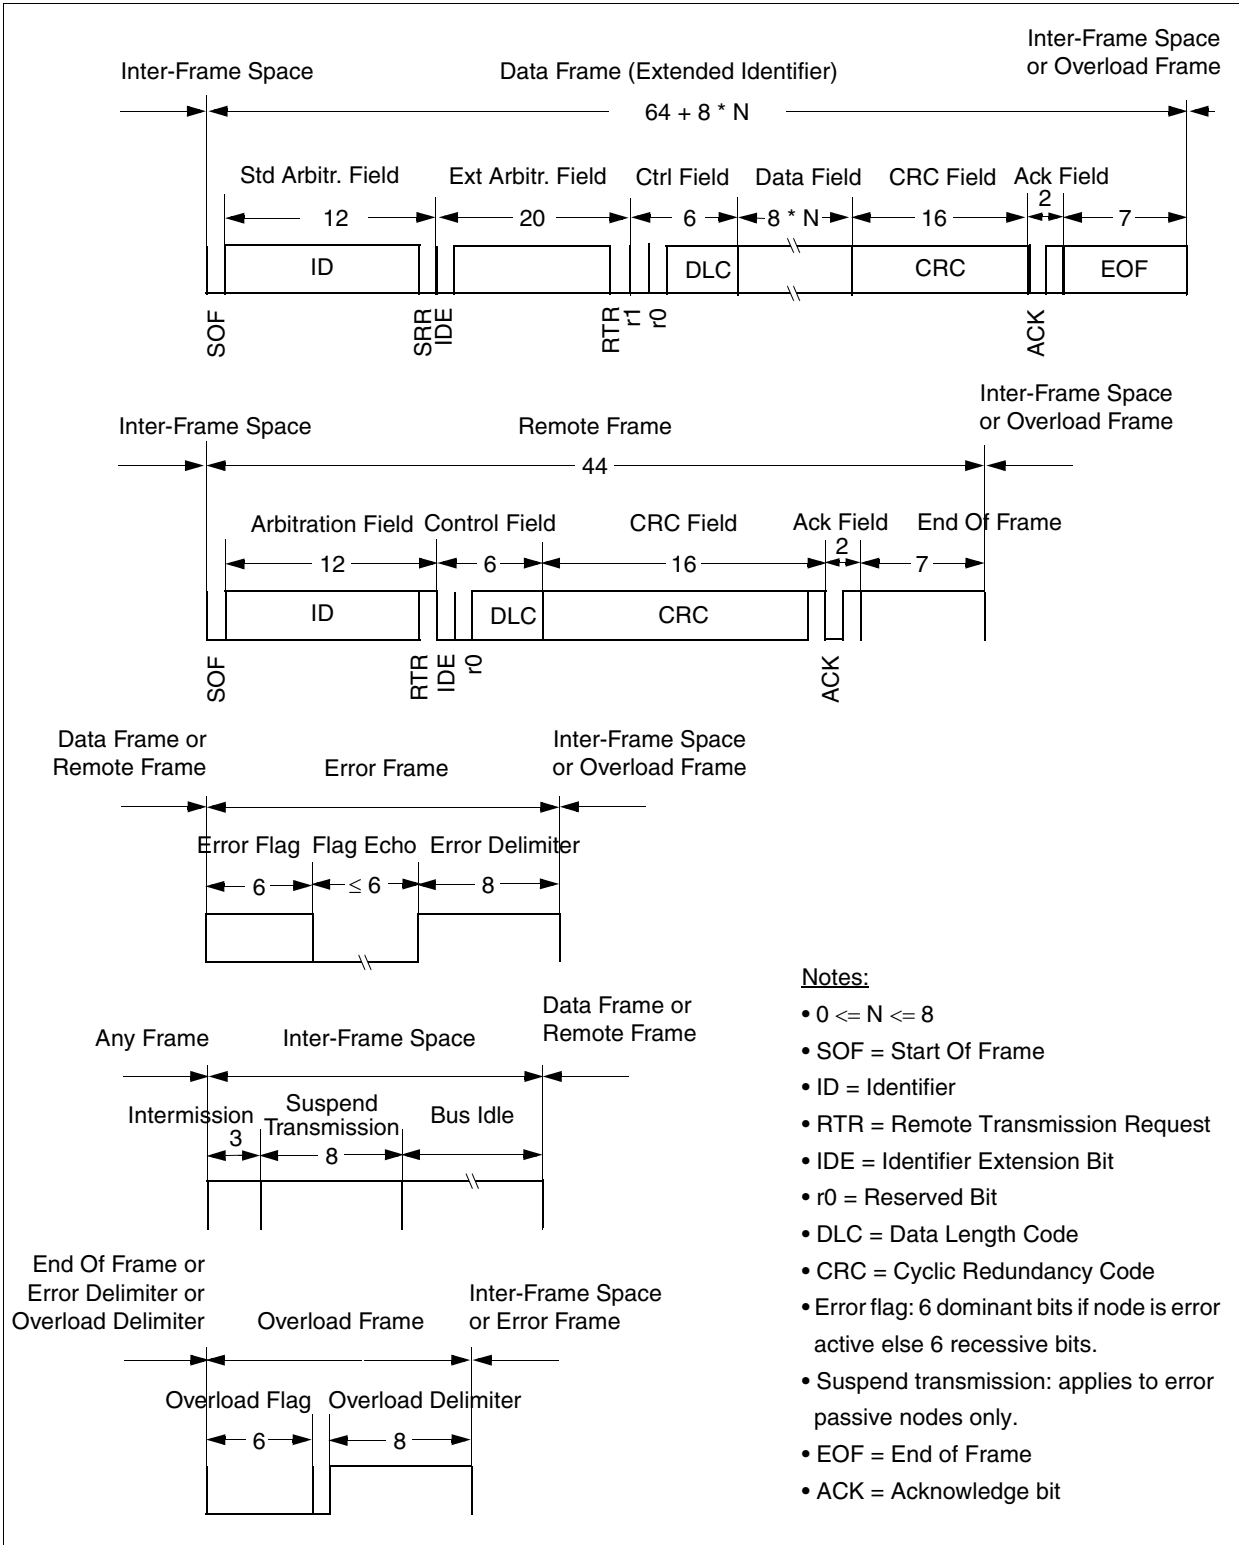 Inter-Frame Space
Data Frame (Extended Identifier)
Inter-Frame Space
or Overload Frame
64 + 8 * N
Std Arbitr. Field
Ext Arbitr. Field
Ctrl Field
Data Field
CRC Field
Ack Field
12
20
6
8 * N
16
2
7
ID
DLC
CRC
EOF
SOF
SRR
IDE
RTR
r1
r0
ACK
Inter-Frame Space
Remote Frame
Inter-Frame Space
or Overload Frame
44
Arbitration Field
Control Field
CRC Field
Ack Field
End Of Frame
12
6
16
2
7
ID
DLC
CRC
SOF
RTR
IDE
r0
ACK
Data Frame or
Remote Frame
Error Frame
Inter-Frame Space
or Overload Frame
Error Flag
Flag Echo
Error Delimiter
6
≤ 6
8
Any Frame
Inter-Frame Space
Data Frame or
Remote Frame
Intermission
Suspend
Transmission
Bus Idle
3
8
End Of Frame or
Error Delimiter or
Overload Delimiter
Overload Frame
Inter-Frame Space
or Error Frame
Overload Flag
Overload Delimiter
6
8
Notes:
• 0 <= N <= 8
• SOF = Start Of Frame
• ID = Identifier
• RTR = Remote Transmission Request
• IDE = Identifier Extension Bit
• r0 = Reserved Bit
• DLC = Data Length Code
• CRC = Cyclic Redundancy Code
• Error flag: 6 dominant bits if node is error
active else 6 recessive bits.
• Suspend transmission: applies to error
passive nodes only.
• EOF = End of Frame
• ACK = Acknowledge bit